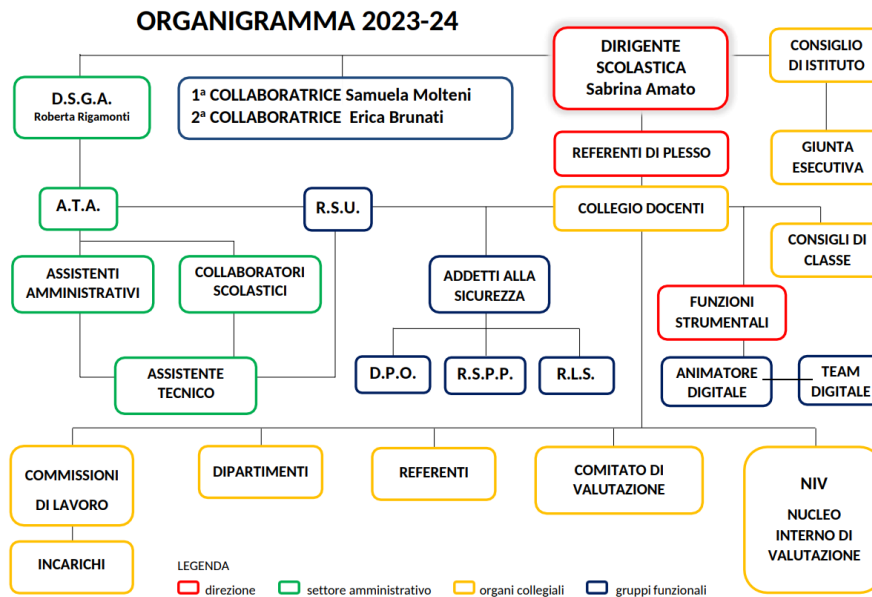 ORGANIGRAMMA 2023-24
DIRIGENTE
SCOLASTICA
Sabrina Amato
CONSIGLIO
DI ISTITUTO
D.S.G.A.
Roberta Rigamonti
1ª COLLABORATRICE Samuela Molteni
2ª COLLABORATRICE Erica Brunati
REFERENTI DI PLESSO
GIUNTA
ESECUTIVA
A.T.A.
R.S.U.
COLLEGIO DOCENTI
CONSIGLI DI
CLASSE
ASSISTENTI
AMMINISTRATIVI
COLLABORATORI
SCOLASTICI
ADDETTI ALLA
SICUREZZA
FUNZIONI
STRUMENTALI
ASSISTENTE
TECNICO
D.P.O.
R.S.P.P.
R.L.S.
ANIMATORE
DIGITALE
TEAM
DIGITALE
COMMISSIONI
DI LAVORO
DIPARTIMENTI
REFERENTI
COMITATO DI
VALUTAZIONE
NIV
NUCLEO
INTERNO DI
VALUTAZIONE
INCARICHI
LEGENDA
direzione
settore amministrativo
organi collegiali
gruppi funzionali